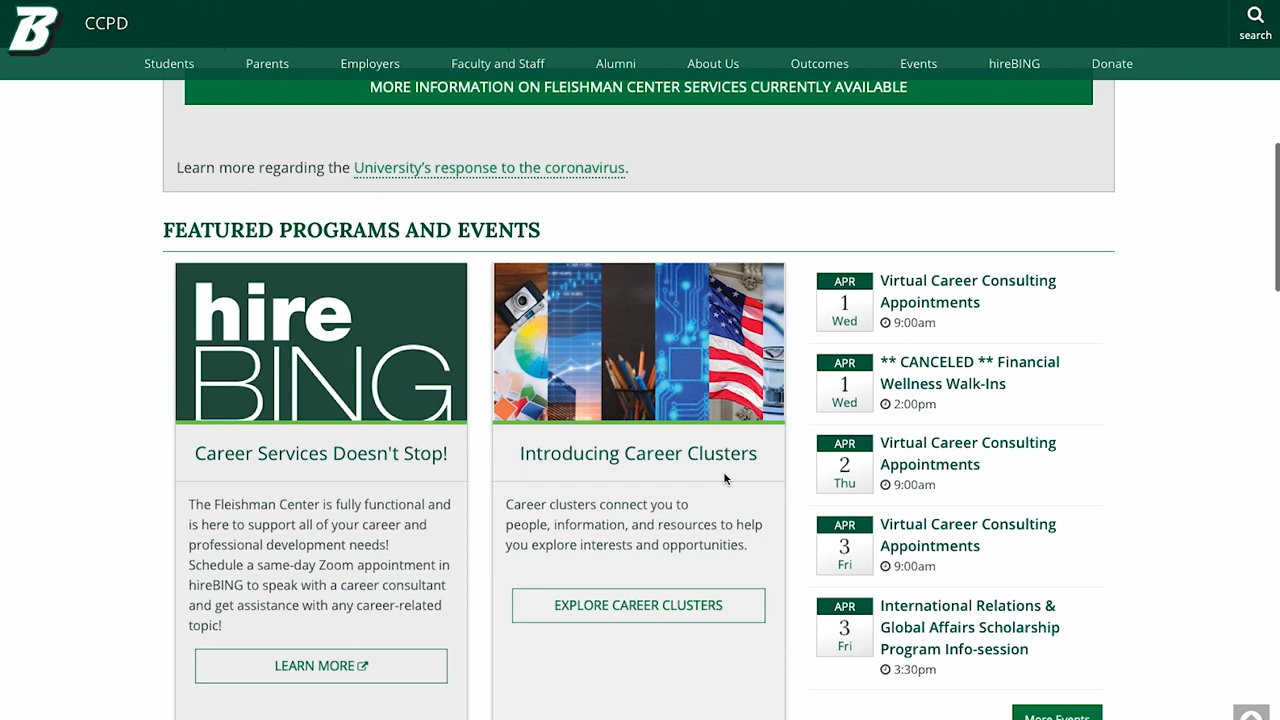 B
CCPD
search
Students Parents Employers Faculty and Staff Alumni About Us Outcomes Events hireBING Donate
MORE INFORMATION ON FLEISHMAN CENTER SERVICES CURRENTLY AVAILABLE
Learn more regarding the University's response to the coronavirus.
FEATURED PROGRAMS AND EVENTS
hire
BING
Career Services Doesn't Stop!
The Fleishman Center is fully functional and
is here to support all of your career and
professional development needs!
Schedule a same-day Zoom appointment in
hireBING to speak with a career consultant
and get assistance with any career-related
topic!
LEARN MORE
Introducing Career Clusters
Career clusters connect you to
people, information, and resources to help
you explore interests and opportunities.
EXPLORE CAREER CLUSTERS
APR
1
Wed
Virtual Career Consulting
Appointments
9:00am
APR
1
Wed
** CANCELED ** Financial
Wellness Walk-Ins
2:00pm
APR
2
Thu
Virtual Career Consulting
Appointments
9:00am
APR
3
Fri
Virtual Career Consulting
Appointments
9:00am
APR
3
Fri
International Relations &
Global Affairs Scholarship
Program Info-session
3:30pm
More Events